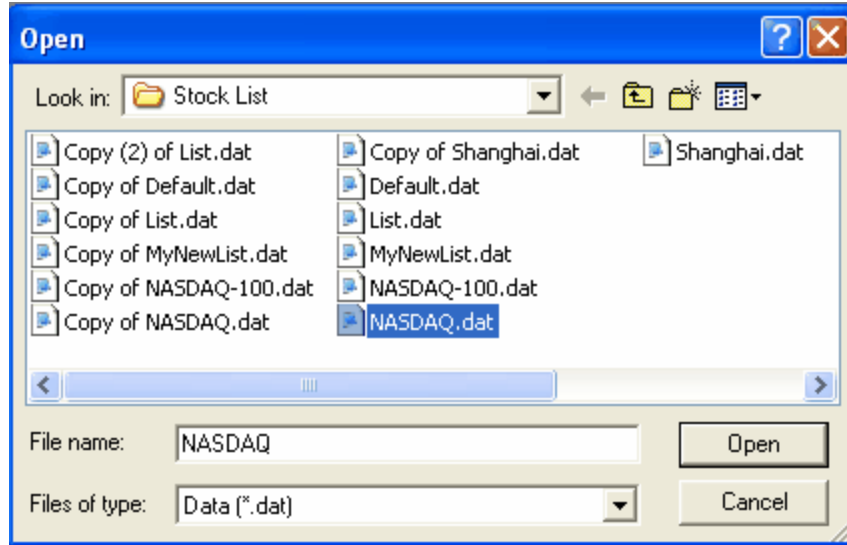 Open
Look in: Stock List
Copy (2) of List.dat
Copy of Default.dat
Copy of List.dat
Copy of MyNewList.dat
Copy of NASDAQ-100.dat
Copy of NASDAQ.dat
Copy of Shanghai.dat
Default.dat
List.dat
MyNewList.dat
NASDAQ-100.dat
NASDAQ.dat
Shanghai.dat
File name: NASDAQ
Open
Files of type: Data (*.dat)
Cancel